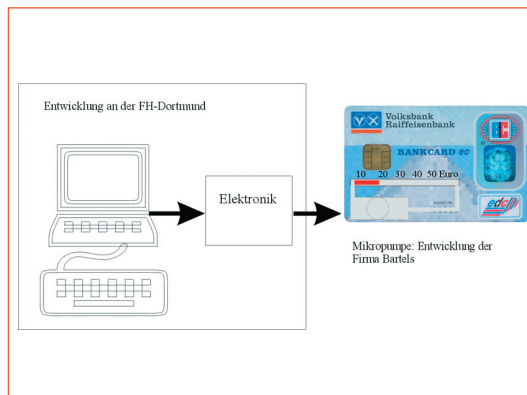 Entwicklung an der FH-Dortmund
Elektronik
Volksbank
Raiffeisenbank
BANKCARD ec
10 20 30 40 50 Euro
edc
Mikropumpe: Entwicklung der
Firma Bartels